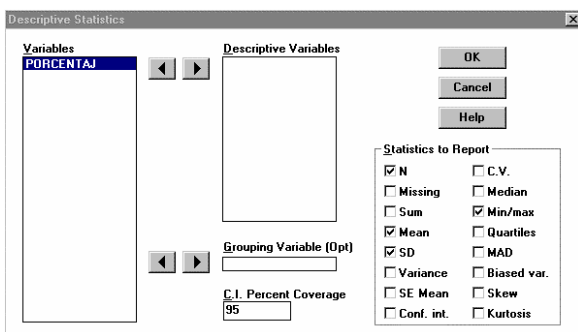 Descriptive Statistics
Variables
PORCENTAJ
Descriptive Variables
OK
Cancel
Help
Statistics to Report
N
C.V.
Missing
Median
Sum
Min/max
Mean
Quartiles
SD
MAD
Variance
Biased var.
SE Mean
Skew
Conf. int.
Kurtosis
Grouping Variable (Opt)
C.I. Percent Coverage
95